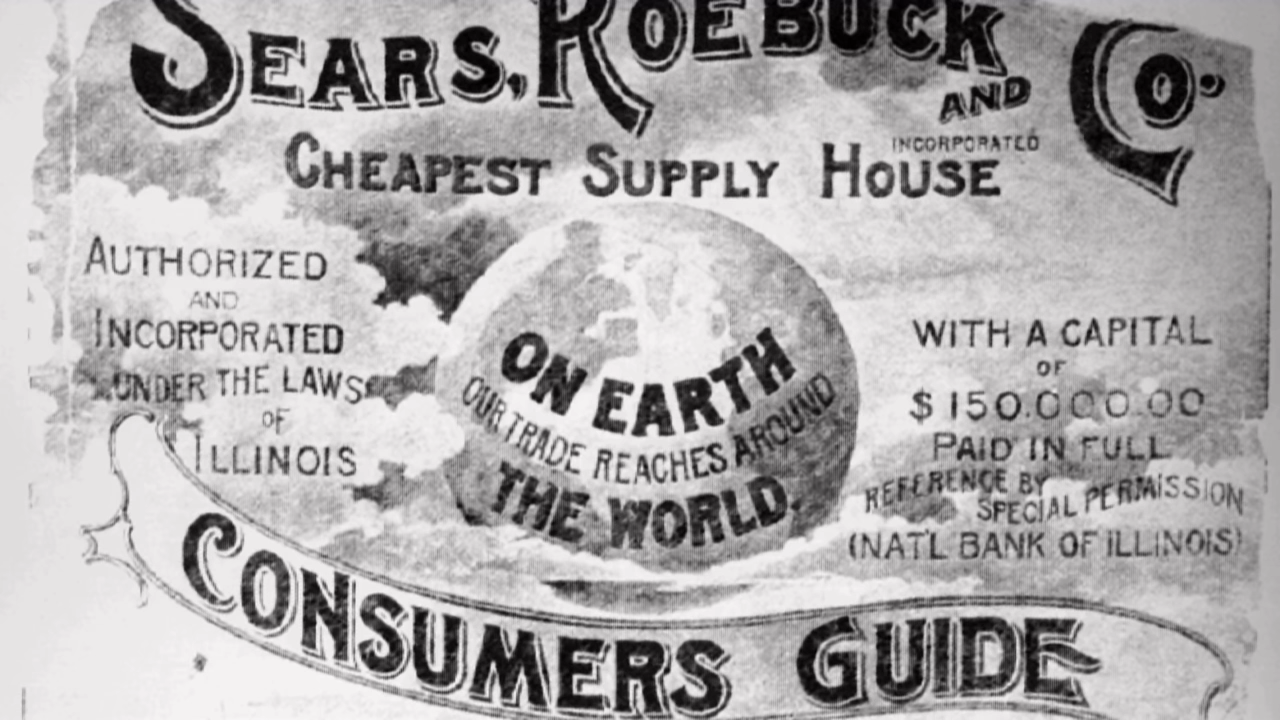 SEARS, ROEBUCK AND CO.
INCORPORATED
CHEAPEST SUPPLY HOUSE
AUTHORIZED
AND
INCORPORATED
UNDER THE LAWS
OF
ILLINOIS
ON EARTH
OUR TRADE REACHES AROUND
THE WORLD.
WITH A CAPITAL
OF
$150.000.00
PAID IN FULL
REFERENCE BY
SPECIAL PERMISSION
(NAT'L BANK OF ILLINOIS)
CONSUMERS GUIDE